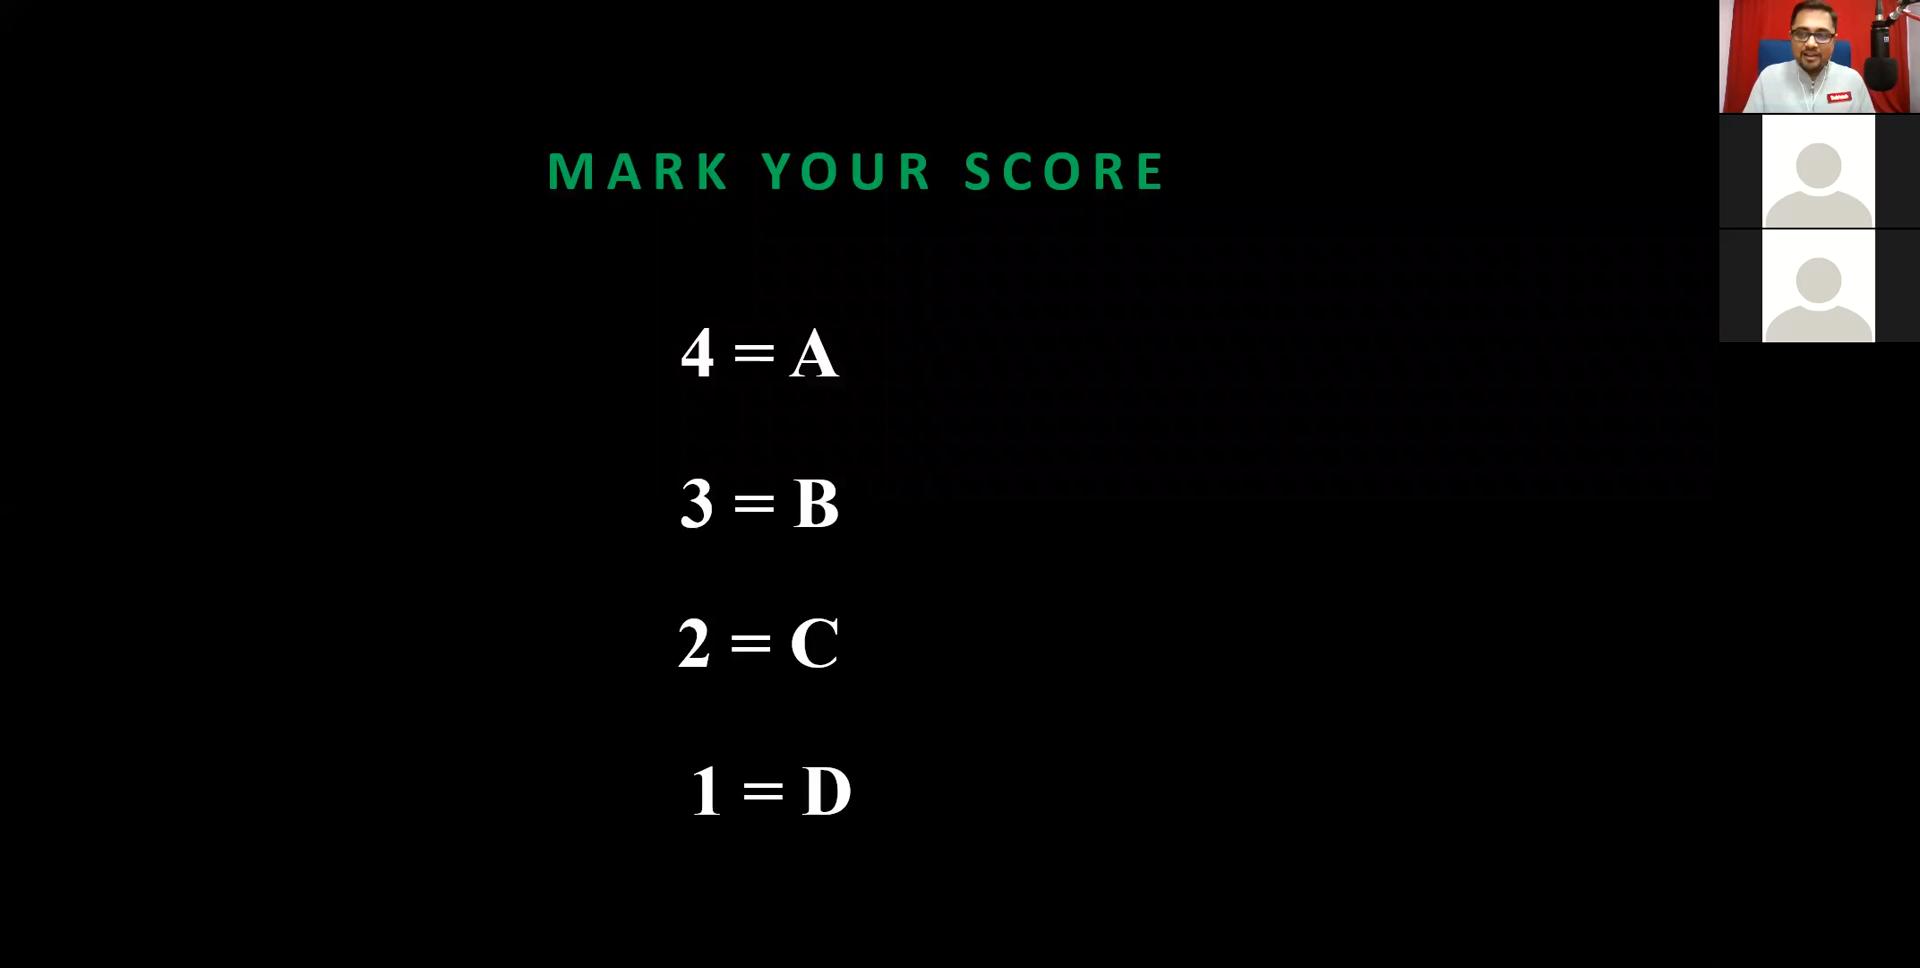 MARK YOUR SCORE
4 = A
3 = B
2 = C
1 = D